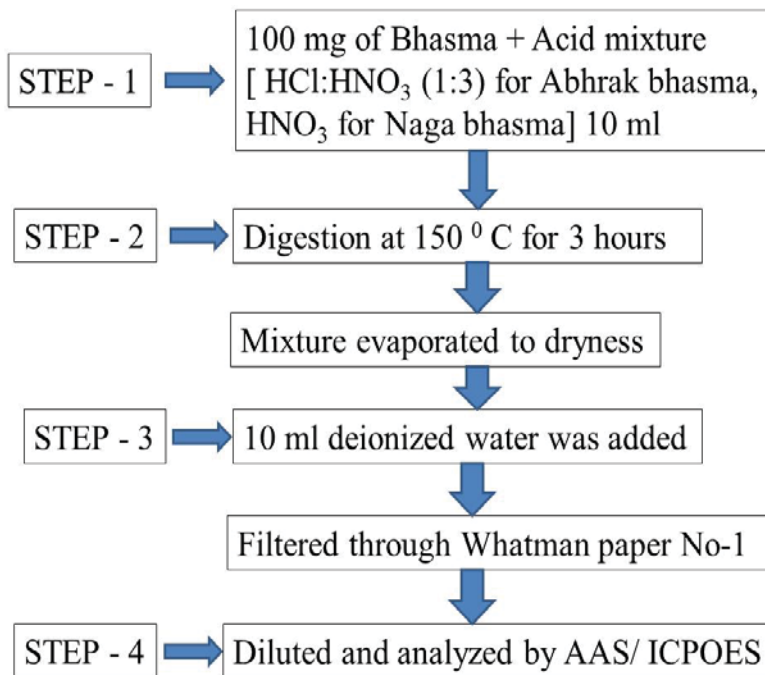 STEP - 1
100 mg of Bhasma + Acid mixture
[ HCl:HNO₃ (1:3) for Abhrak bhasma,
HNO₃ for Naga bhasma] 10 ml
STEP - 2
Digestion at 150 ⁰ C for 3 hours
Mixture evaporated to dryness
STEP - 3
10 ml deionized water was added
Filtered through Whatman paper No-1
STEP - 4
Diluted and analyzed by AAS/ ICPOES